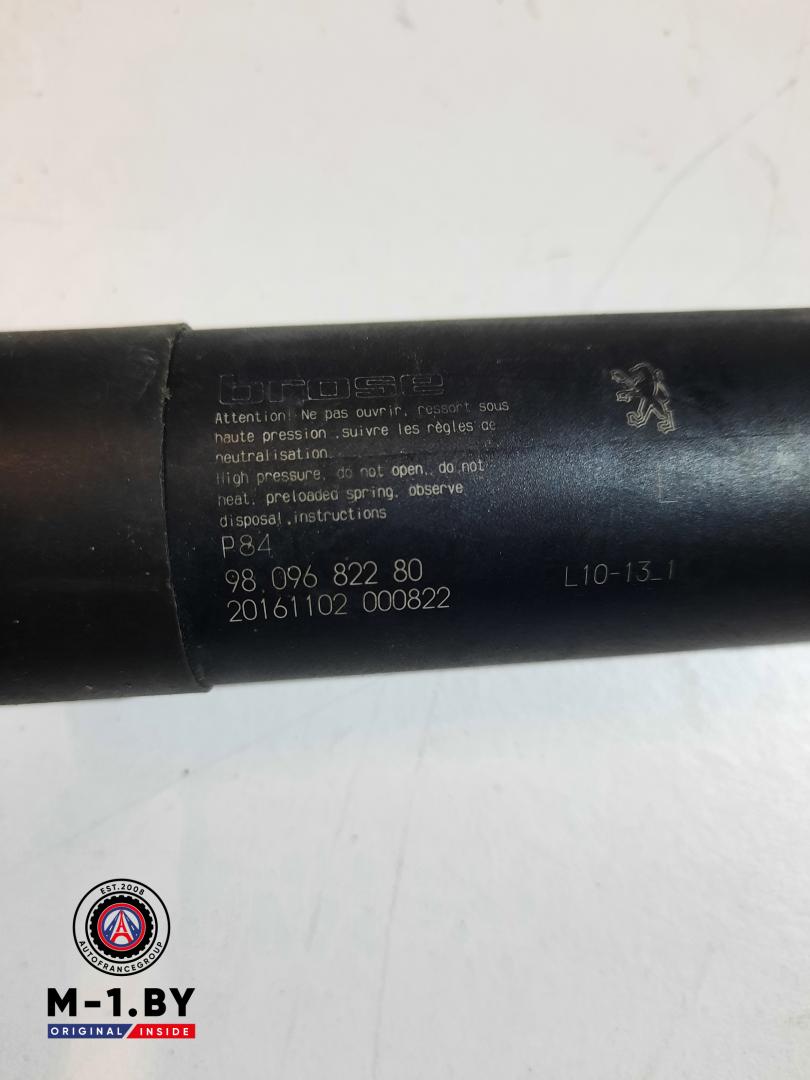 brose
Attention! Ne pas ouvrir, ressort sous
haute pression ,suivre les règles de
neutralisation.
High pressure, do not open, do not
heat, preloaded spring, observe
disposal,instructions
P84
98 096 822 80
20161102 000822
L
L10-13_1
EST.2008
AUTOFRANCEGROUP
M-1.BY
ORIGINAL INSIDE